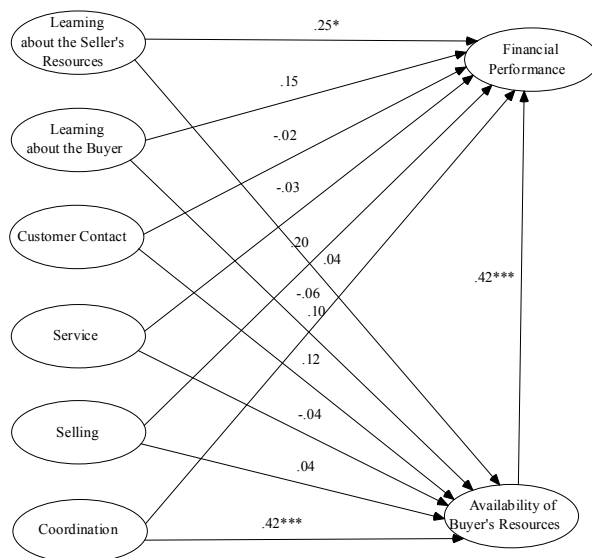 Learning
about the Seller's
Resources
.25*
Financial
Performance
.15
Learning
about the Buyer
-.02
-.03
Customer Contact
.20
.04
.42***
-.06
.10
Service
.12
-.04
Selling
.04
Availability of
Buyer's Resources
Coordination
.42***